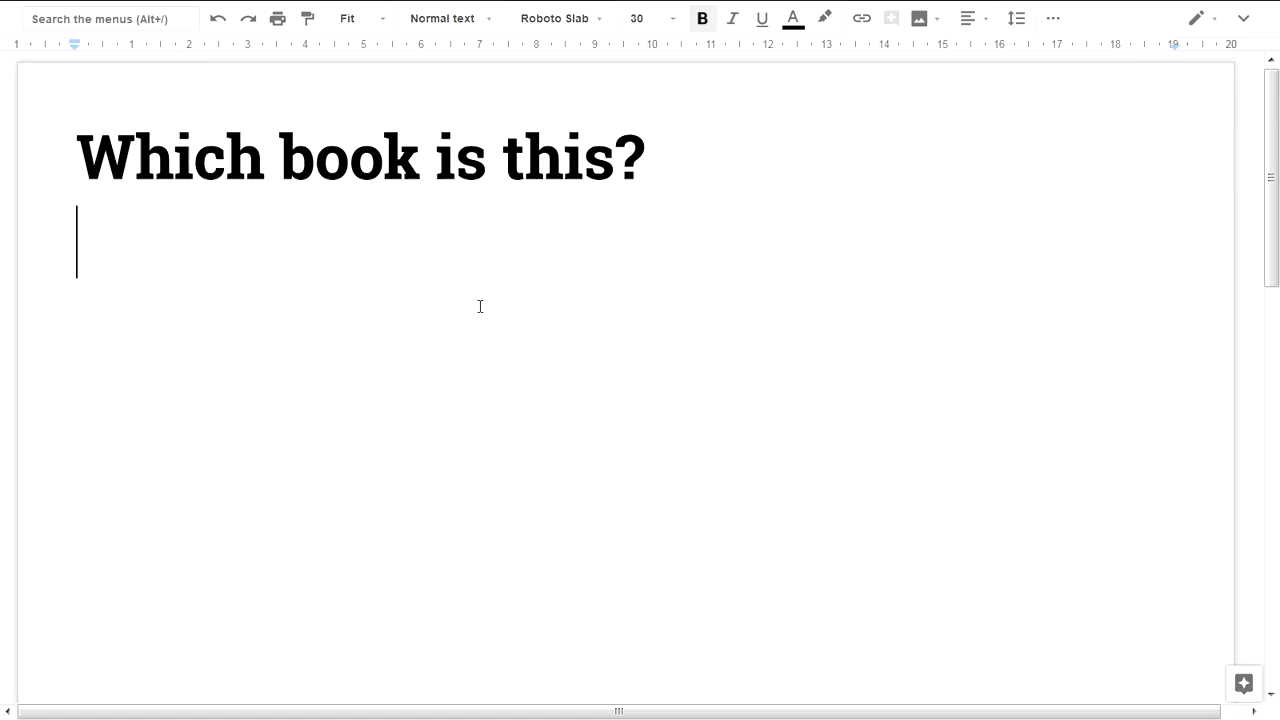 Search the menus (Alt+/) Fit Normal text Roboto Slab 30 B I U A
1 1 2 3 4 5 6 7 8 9 10 11 12 13 14 15 16 17 18 19 20
Which book is this?